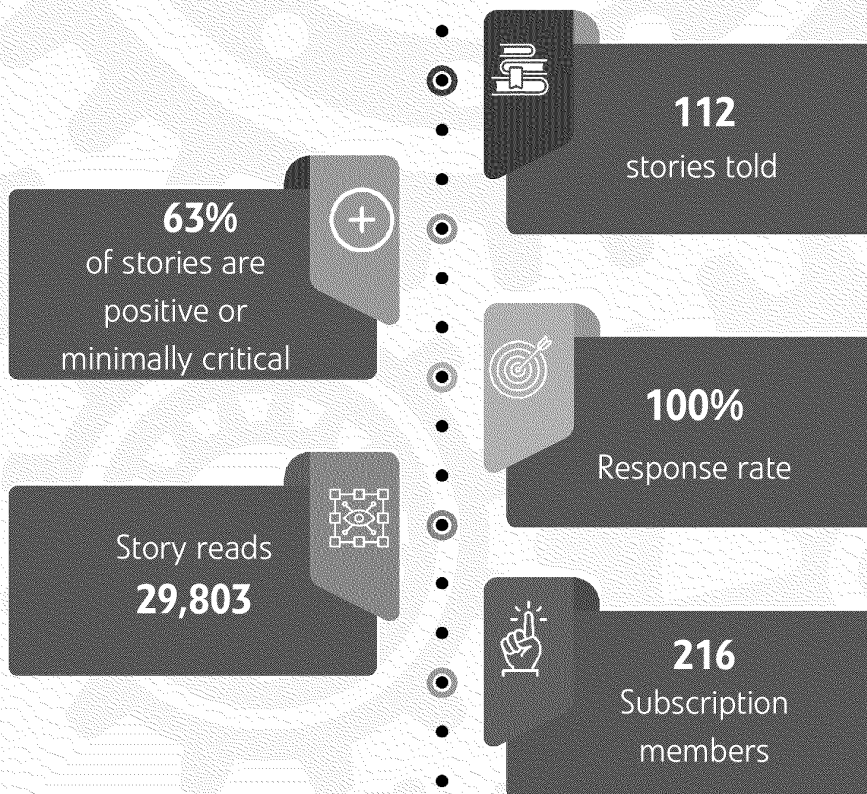 112
stories told
63%
of stories are
positive or
minimally critical
100%
Response rate
Story reads
29,803
216
Subscription
members